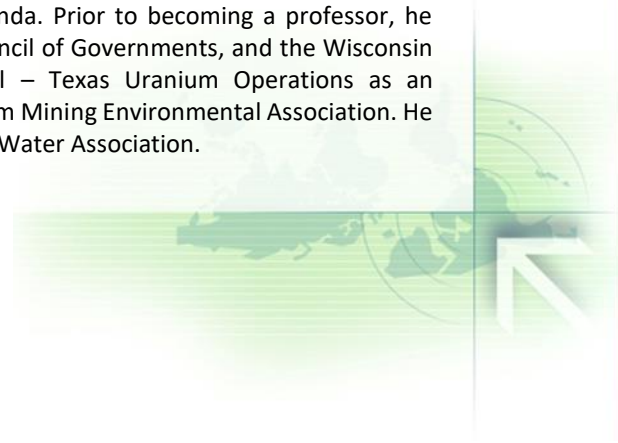 nda. Prior to becoming a professor, he
ncil of Governments, and the Wisconsin
l – Texas Uranium Operations as an
m Mining Environmental Association. He
Water Association.